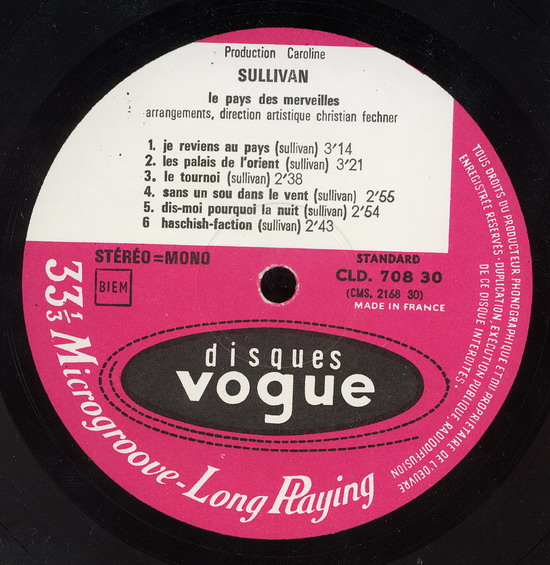 Production Caroline
SULLIVAN
le pays des merveilles
arrangements, direction artistique christian fechner
1. je reviens au pays (sullivan) 3'14
2. les palais de l'orient (sullivan) 3'21
3. le tournoi (sullivan) 2'38
4. sans un sou dans le vent (sullivan) 2'55
5. dis-moi pourquoi la nuit (sullivan) 2'54
6 haschish-faction (sullivan) 2'43
STÉRÉO=MONO
BIEM
STANDARD
CLD. 708 30
(CMS. 2168 30)
MADE IN FRANCE
disques
vogue
33⅓ Microgroove-Long Playing
TOUS DROITS DU PRODUCTEUR PHONOGRAPHIQUE ET DU PROPRIETAIRE DE L'OEUVRE
ENREGISTRÉE RESERVES-DUPLICATION, EXECUTION PUBLIQUE RADIODIFFUSION
DE CE DISQUE INTERDITES-